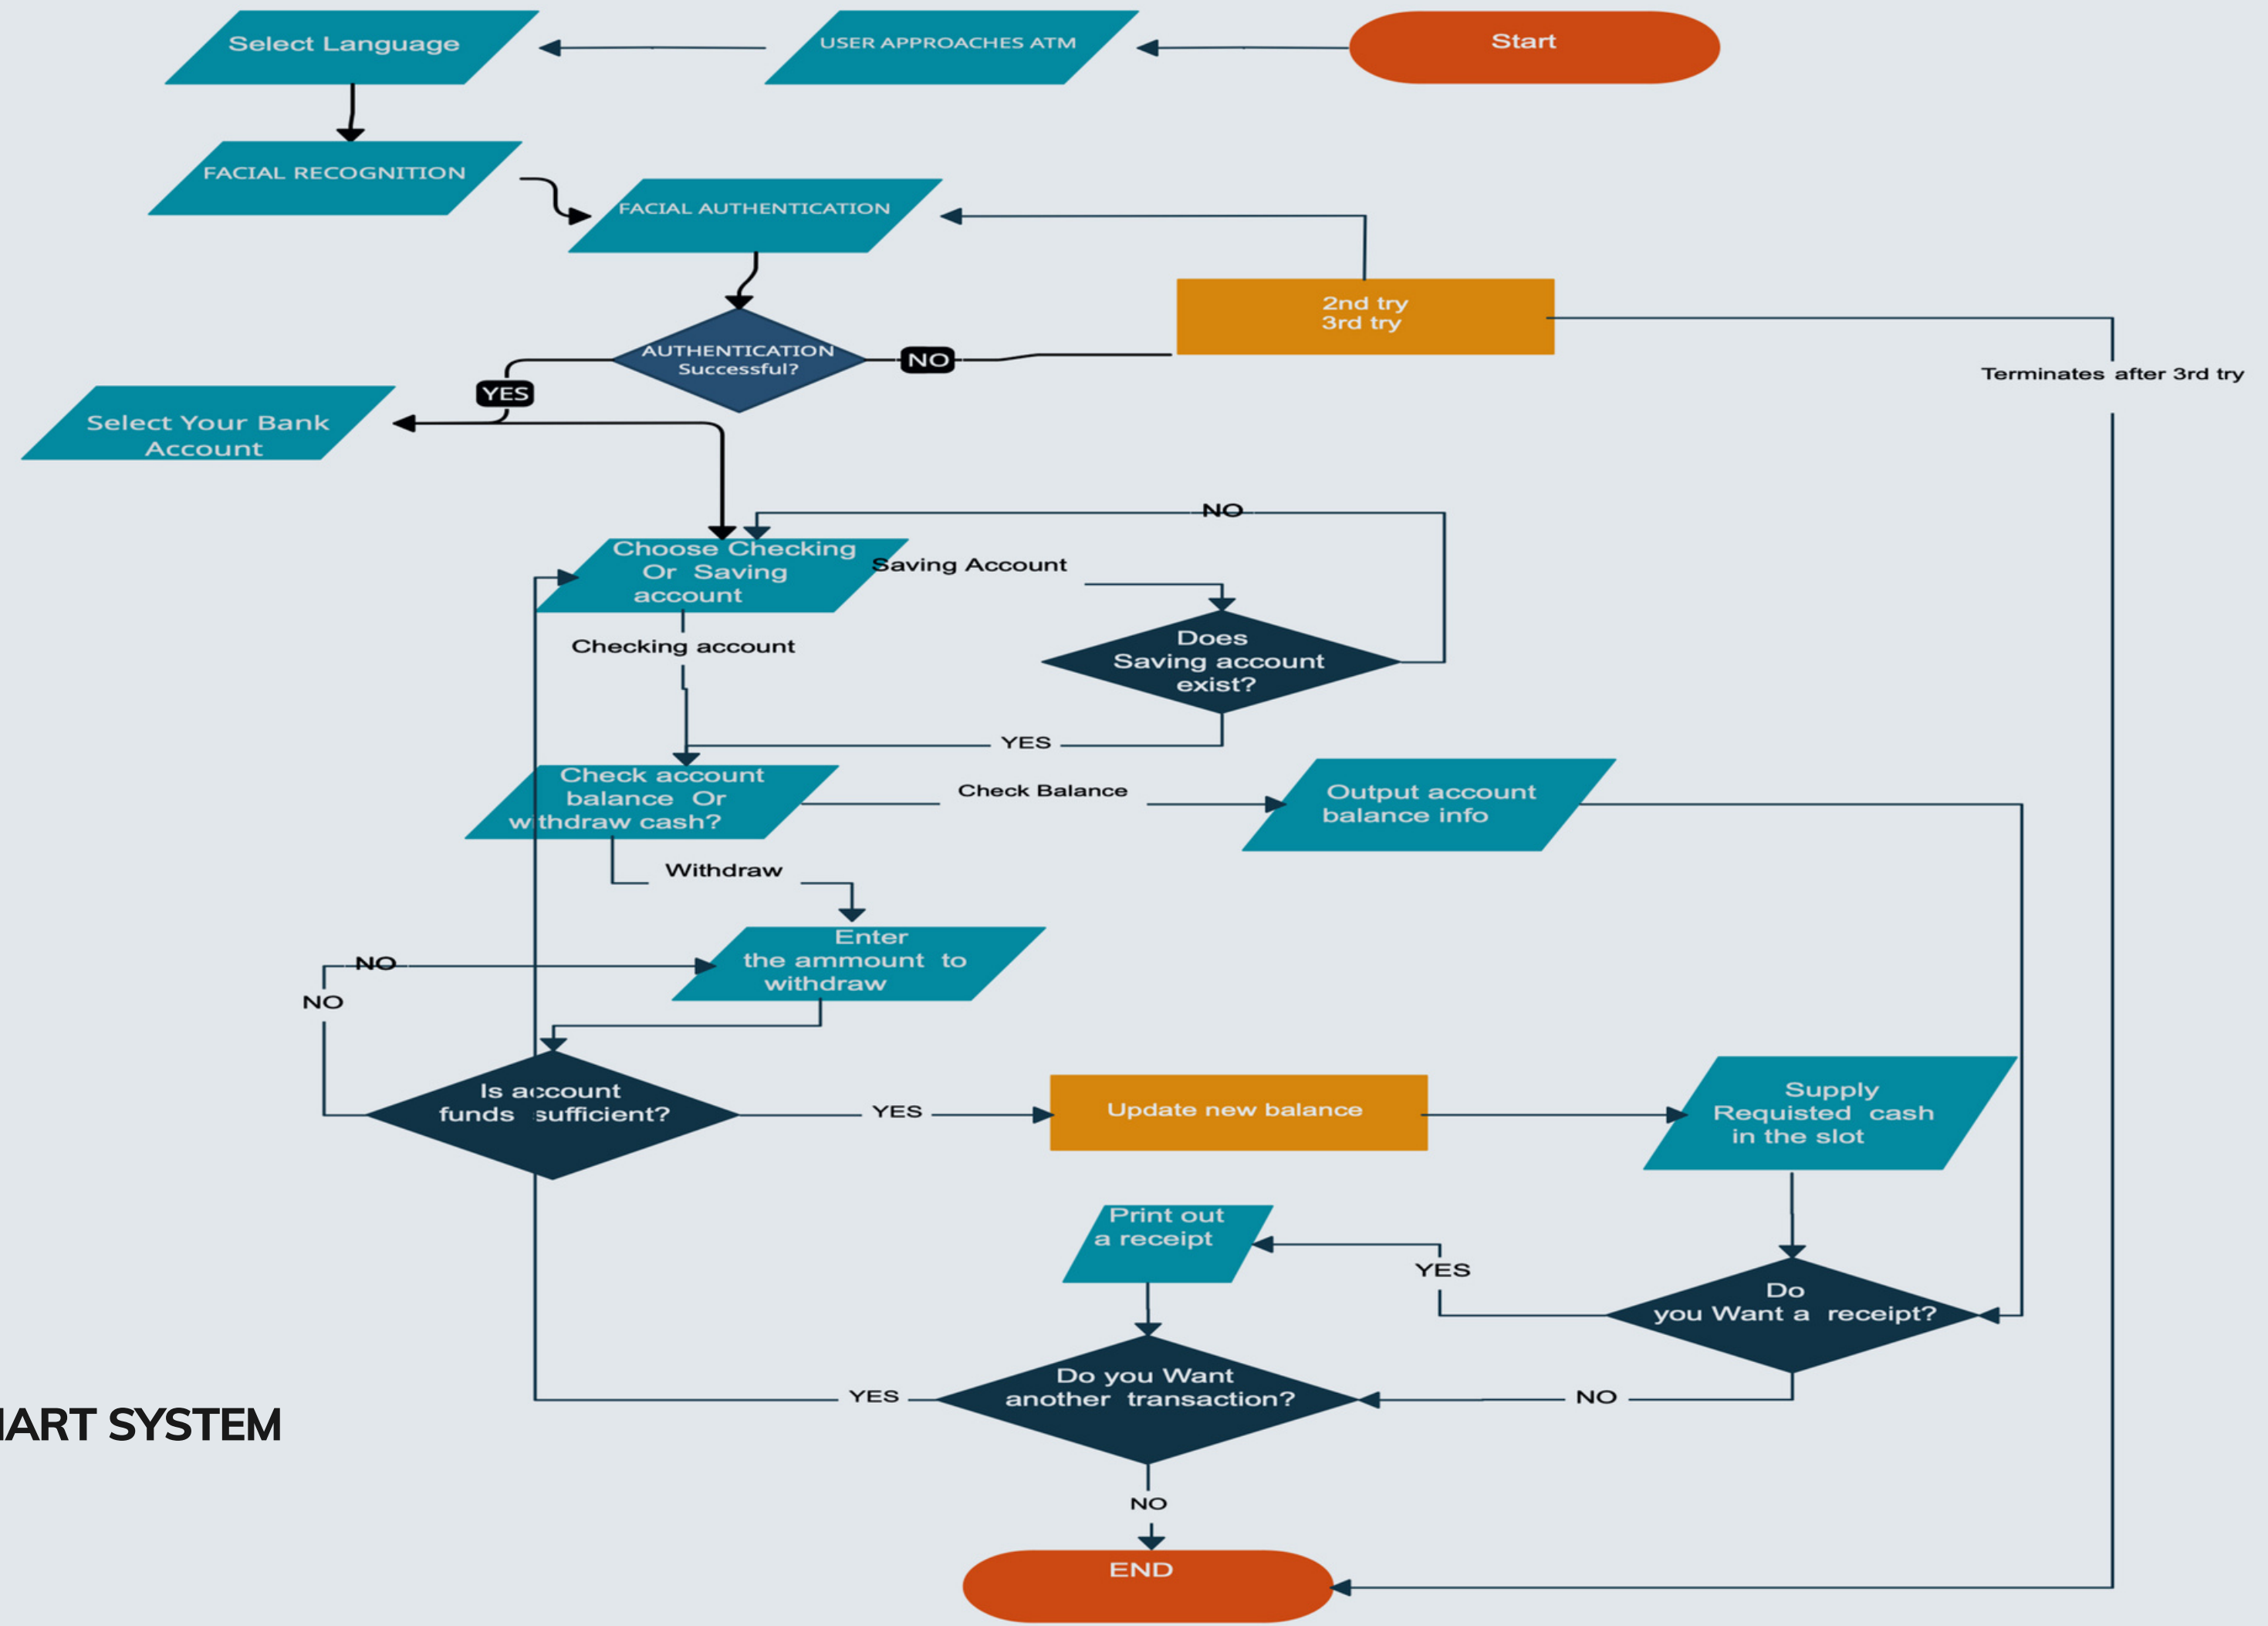 Select Language
USER APPROACHES ATM
Start
FACIAL RECOGNITION
FACIAL AUTHENTICATION
2nd try
3rd try
AUTHENTICATION
Successful?
NO
YES
Terminates after 3rd try
Select Your Bank
Account
NO
Choose Checking
Or Saving
account
Saving Account
Checking account
Does
Saving account
exist?
YES
Check account
balance Or
withdraw cash?
Check Balance
Output account
balance info
Withdraw
Enter
the ammount to
withdraw
NO
NO
Is account
funds sufficient?
YES
Update new balance
Supply
Requisted cash
in the slot
Print out
a receipt
YES
Do
you Want a receipt?
Do you Want
another transaction?
YES
NO
NO
END
SYSTEM